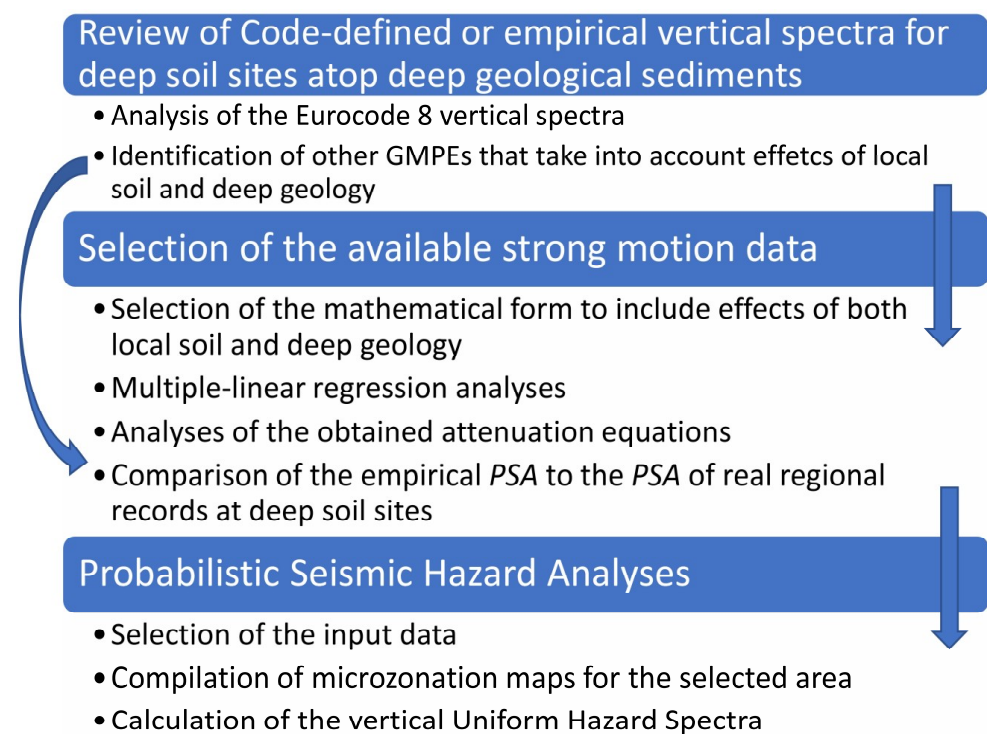 Review of Code-defined or empirical vertical spectra for
deep soil sites atop deep geological sediments
• Analysis of the Eurocode 8 vertical spectra
• Identification of other GMPEs that take into account effetcs of local
soil and deep geology
Selection of the available strong motion data
• Selection of the mathematical form to include effects of both
local soil and deep geology
• Multiple-linear regression analyses
• Analyses of the obtained attenuation equations
• Comparison of the empirical PSA to the PSA of real regional
records at deep soil sites
Probabilistic Seismic Hazard Analyses
• Selection of the input data
• Compilation of microzonation maps for the selected area
• Calculation of the vertical Uniform Hazard Spectra